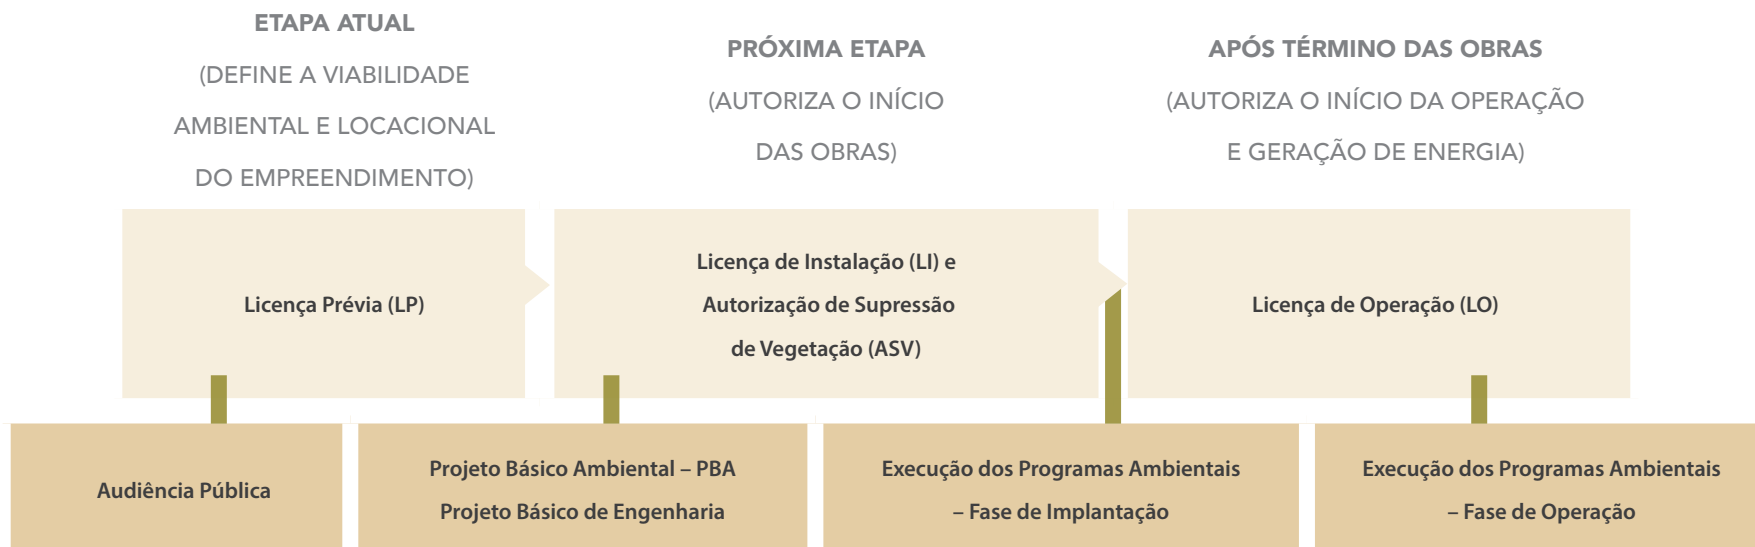 ETAPA ATUAL
(DEFINE A VIABILIDADE
AMBIENTAL E LOCACIONAL
DO EMPREENDIMENTO)
PRÓXIMA ETAPA
(AUTORIZA O INÍCIO
DAS OBRAS)
APÓS TÉRMINO DAS OBRAS
(AUTORIZA O INÍCIO DA OPERAÇÃO
E GERAÇÃO DE ENERGIA)
Licença Prévia (LP)
Licença de Instalação (LI) e
Autorização de Supressão
de Vegetação (ASV)
Licença de Operação (LO)
Audiência Pública
Projeto Básico Ambiental – PBA
Projeto Básico de Engenharia
Execução dos Programas Ambientais
– Fase de Implantação
Execução dos Programas Ambientais
– Fase de Operação